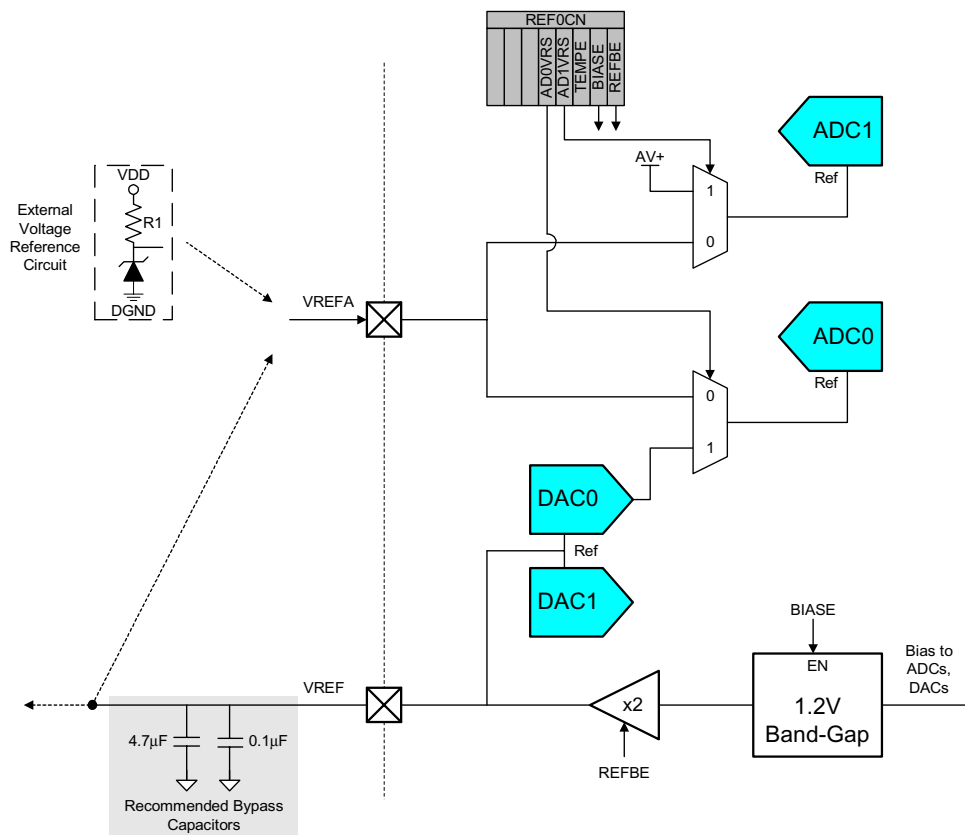 REF0CN
AD0VRS
AD1VRS
TEMPE
BIASE
REFBE
ADC1
Ref
AV+
1
0
External
Voltage
Reference
Circuit
VDD
R1
DGND
VREFA
ADC0
Ref
0
1
DAC0
Ref
DAC1
BIASE
EN
1.2V
Band-Gap
Bias to
ADCs,
DACs
x2
REFBE
VREF
4.7μF
0.1μF
Recommended Bypass
Capacitors